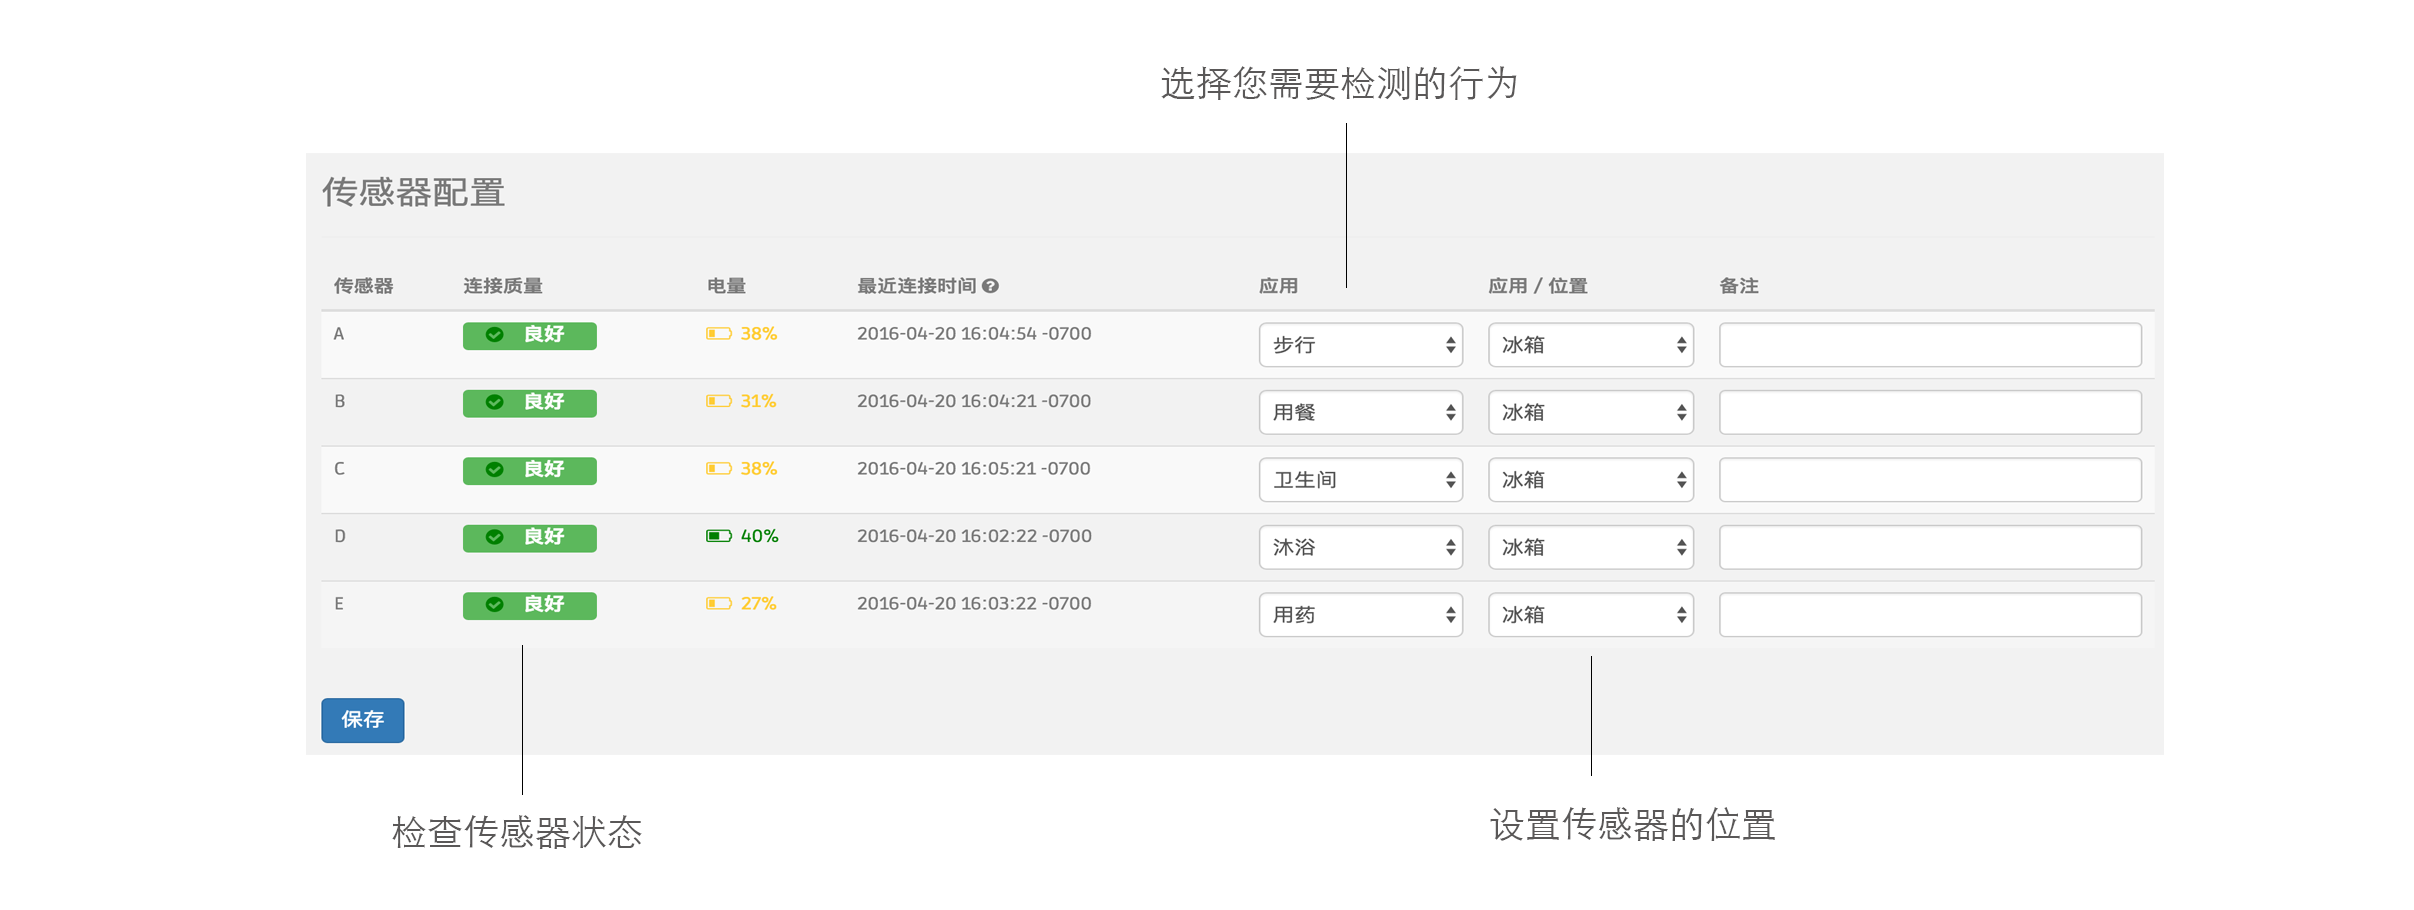 选择您需要检测的行为
传感器配置
传感器 连接质量 电量 最近连接时间 应用 应用 / 位置 备注
A 良好 38% 2016-04-20 16:04:54 -0700 步行 冰箱
B 良好 31% 2016-04-20 16:04:21 -0700 用餐 冰箱
C 良好 38% 2016-04-20 16:05:21 -0700 卫生间 冰箱
D 良好 40% 2016-04-20 16:02:22 -0700 沐浴 冰箱
E 良好 27% 2016-04-20 16:03:22 -0700 用药 冰箱
保存
检查传感器状态
设置传感器的位置